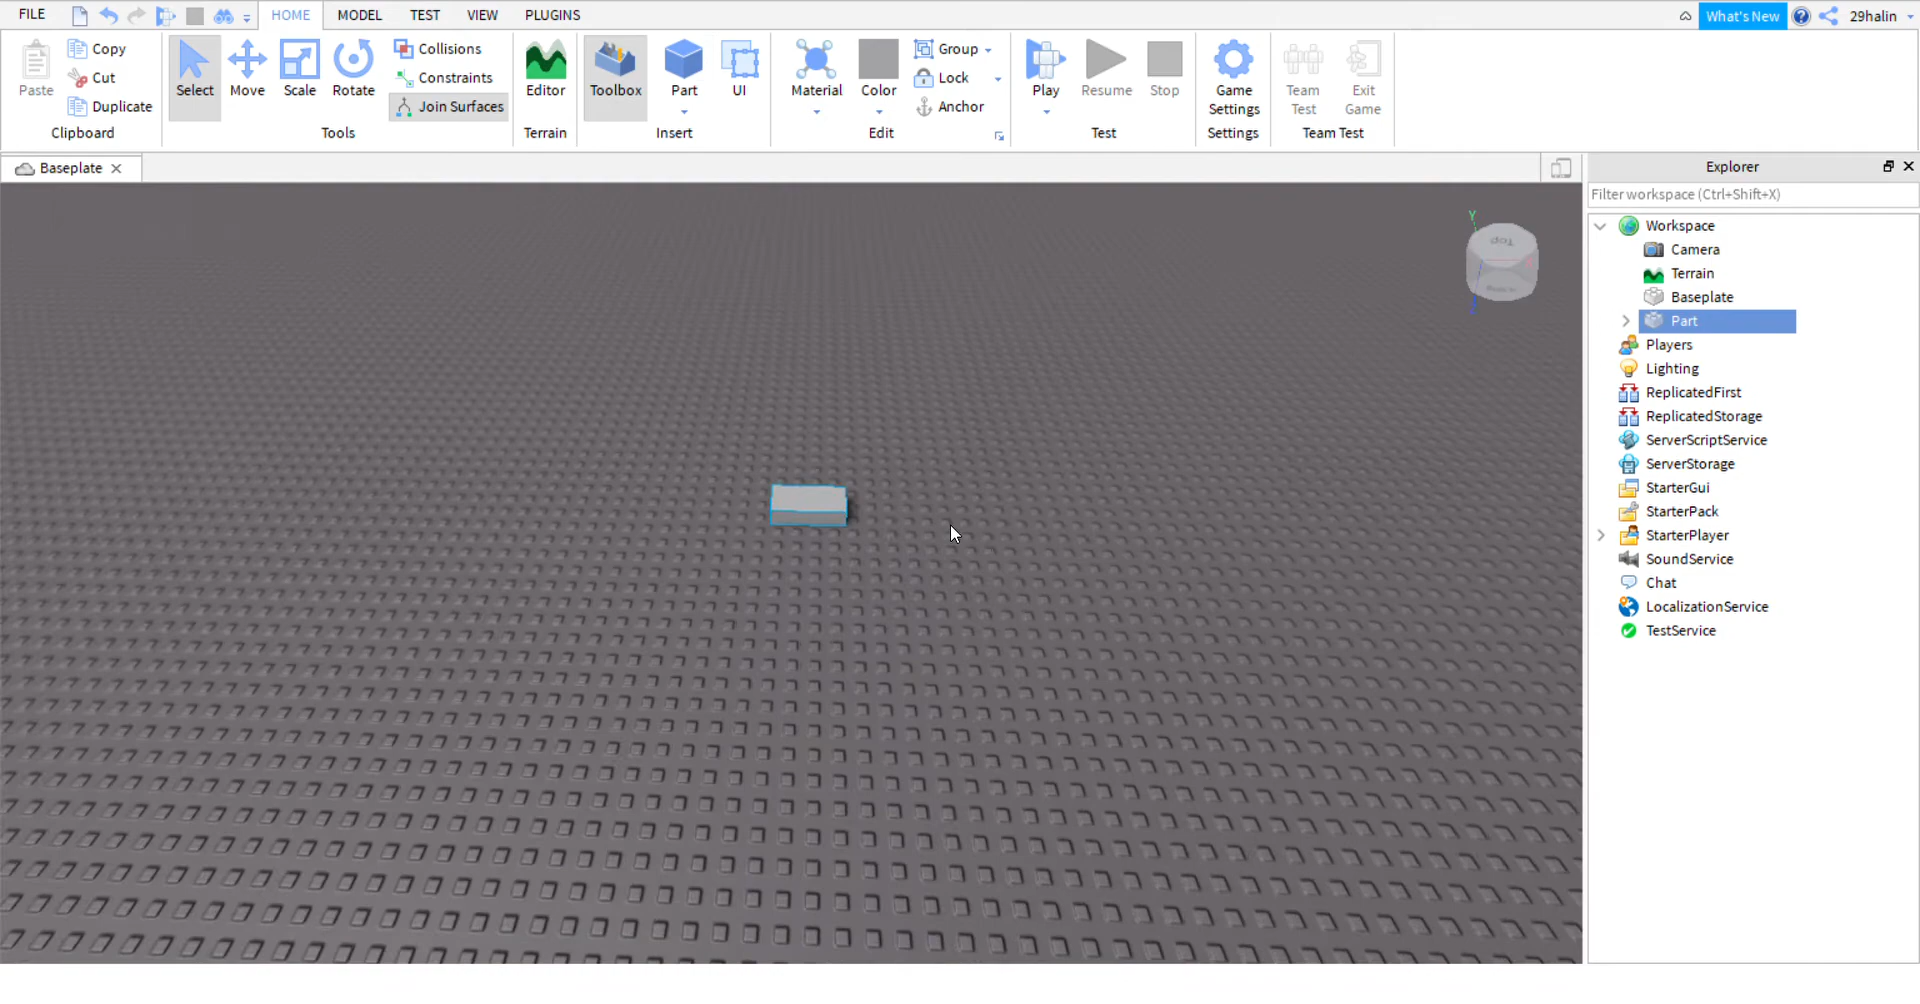 FILE HOME MODEL TEST VIEW PLUGINS What's New 29halin
Paste Copy Cut Duplicate
Clipboard
Select Move Scale Rotate Collisions Constraints Join Surfaces
Tools
Editor
Terrain
Toolbox Part UI
Insert
Material Color Group Lock Anchor
Edit
Play Resume Stop
Test
Game Settings
Settings
Team Test Exit Game
Team Test
Baseplate
Explorer
Filter workspace (Ctrl+Shift+X)
Y
Top
Workspace
Camera
Terrain
Baseplate
Part
Players
Lighting
ReplicatedFirst
ReplicatedStorage
ServerScriptService
ServerStorage
StarterGui
StarterPack
StarterPlayer
SoundService
Chat
LocalizationService
TestService